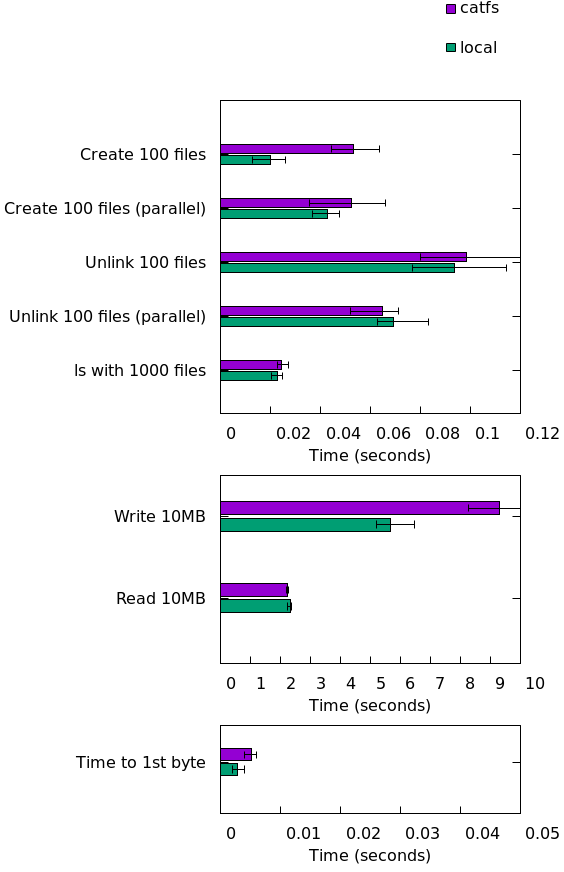 catfs
local
Create 100 files
Create 100 files (parallel)
Unlink 100 files
Unlink 100 files (parallel)
ls with 1000 files
0 0.02 0.04 0.06 0.08 0.1 0.12
Time (seconds)
Write 10MB
Read 10MB
0 1 2 3 4 5 6 7 8 9 10
Time (seconds)
Time to 1st byte
0 0.01 0.02 0.03 0.04 0.05
Time (seconds)